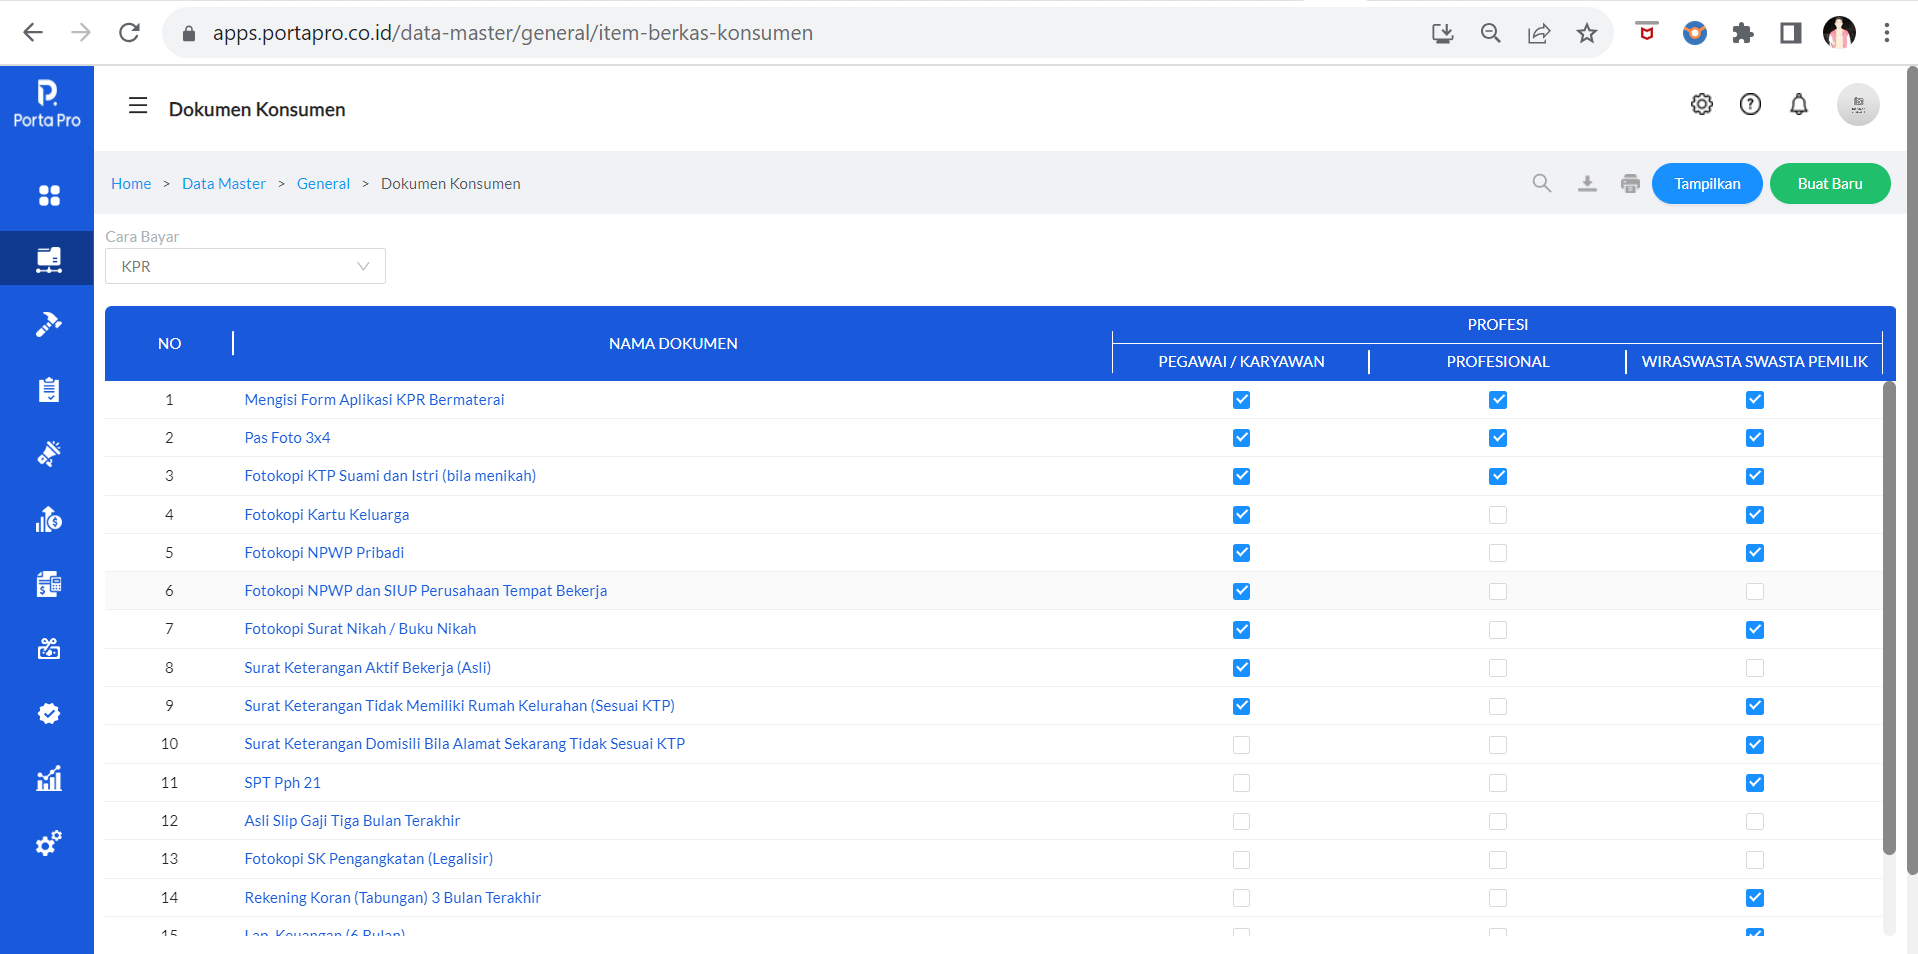 apps.portapro.co.id/data-master/general/item-berkas-konsumen
Porta Pro
Dokumen Konsumen
Home > Data Master > General > Dokumen Konsumen
Tampilkan
Buat Baru
Cara Bayar
KPR
NO NAMA DOKUMEN PROFESI
PEGAWAI / KARYAWAN PROFESIONAL WIRASWASTA SWASTA PEMILIK
1 Mengisi Form Aplikasi KPR Bermaterai
2 Pas Foto 3x4
3 Fotokopi KTP Suami dan Istri (bila menikah)
4 Fotokopi Kartu Keluarga
5 Fotokopi NPWP Pribadi
6 Fotokopi NPWP dan SIUP Perusahaan Tempat Bekerja
7 Fotokopi Surat Nikah / Buku Nikah
8 Surat Keterangan Aktif Bekerja (Asli)
9 Surat Keterangan Tidak Memiliki Rumah Kelurahan (Sesuai KTP)
10 Surat Keterangan Domisili Bila Alamat Sekarang Tidak Sesuai KTP
11 SPT Pph 21
12 Asli Slip Gaji Tiga Bulan Terakhir
13 Fotokopi SK Pengangkatan (Legalisir)
14 Rekening Koran (Tabungan) 3 Bulan Terakhir
15 Lap. Keuangan (6 Bulan)